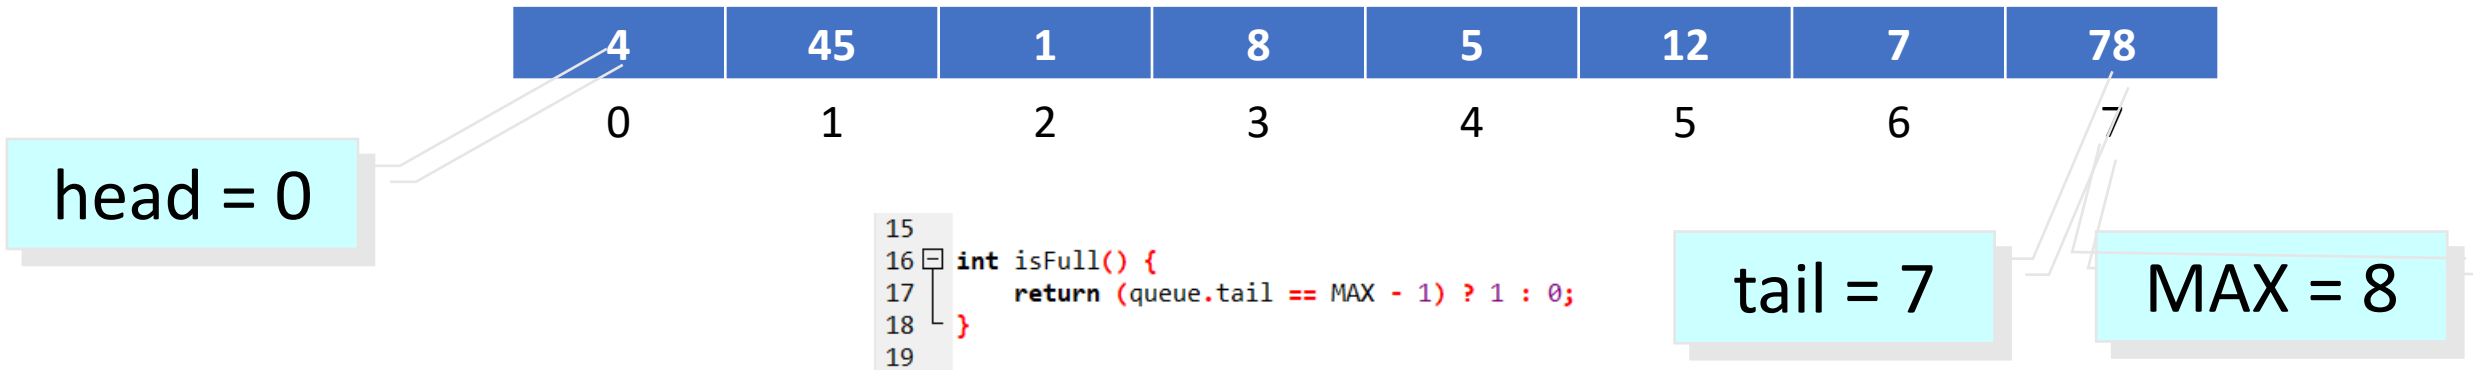 4 45 1 8 5 12 7 78
0 1 2 3 4 5 6 7
head = 0
15
16 int isFull() {
17 return (queue.tail == MAX - 1) ? 1 : 0;
18 }
19
tail = 7
MAX = 8